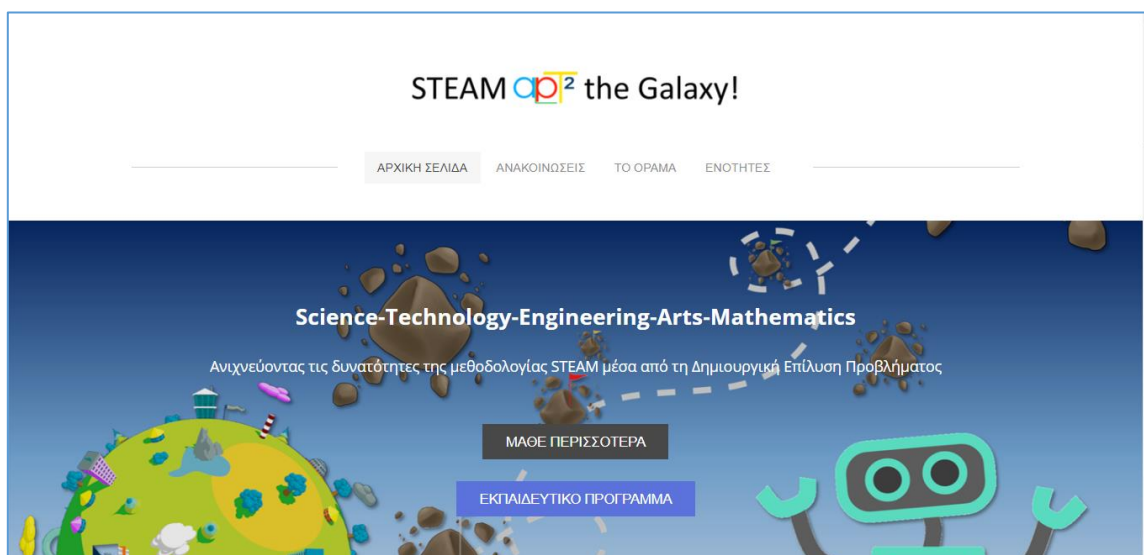 STEAM apT² the Galaxy!
ΑΡΧΙΚΗ ΣΕΛΙΔΑ ΑΝΑΚΟΙΝΩΣΕΙΣ ΤΟ ΟΡΑΜΑ ΕΝΟΤΗΤΕΣ
Science-Technology-Engineering-Arts-Mathematics
Ανιχνεύοντας τις δυνατότητες της μεθοδολογίας STEAM μέσα από τη Δημιουργική Επίλυση Προβλήματος
ΜΑΘΕ ΠΕΡΙΣΣΟΤΕΡΑ
ΕΚΠΑΙΔΕΥΤΙΚΟ ΠΡΟΓΡΑΜΜΑ